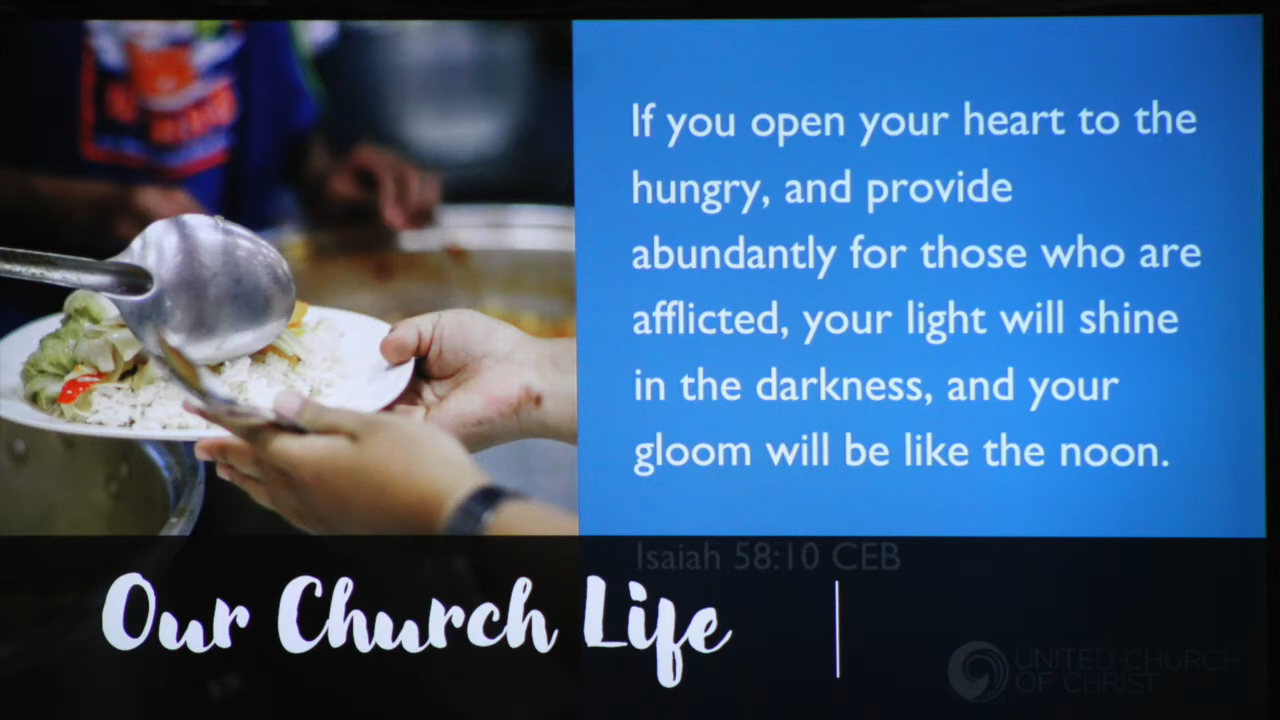 If you open your heart to the
hungry, and provide
abundantly for those who are
afflicted, your light will shine
in the darkness, and your
gloom will be like the noon.
Isaiah 58:10 CEB
Our Church Life
UNITED CHURCH
OF CHRIST